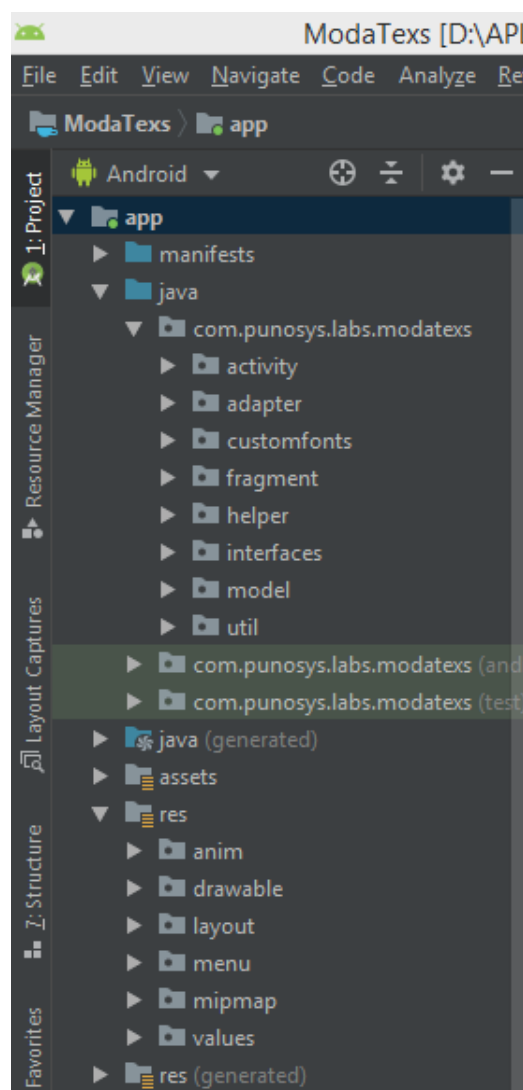 ModaTexs [D:\API
File Edit View Navigate Code Analyze Re
ModaTexs app
Android
1: Project
app
manifests
java
com.punosys.labs.modatexs
activity
adapter
customfonts
fragment
helper
interfaces
model
util
com.punosys.labs.modatexs (and
com.punosys.labs.modatexs (test)
java (generated)
assets
res
anim
drawable
layout
menu
mipmap
values
res (generated)
Resource Manager
Layout Captures
7: Structure
Favorites